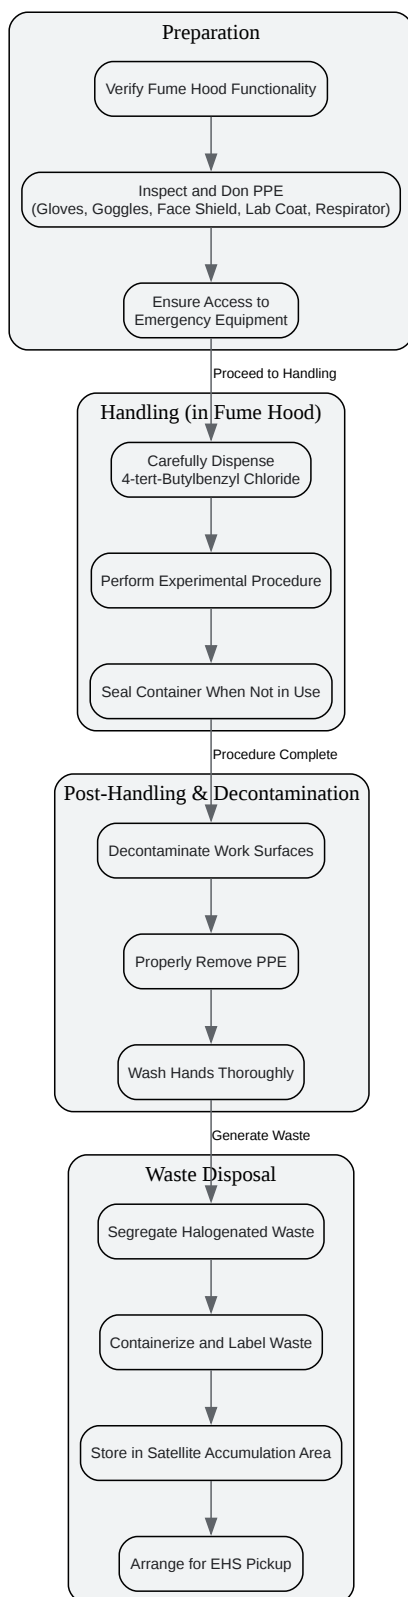 Preparation
Verify Fume Hood Functionality
Inspect and Don PPE
(Gloves, Goggles, Face Shield, Lab Coat, Respirator)
Ensure Access to
Emergency Equipment
Proceed to Handling
Handling (in Fume Hood)
Carefully Dispense
4-tert-Butylbenzyl Chloride
Perform Experimental Procedure
Seal Container When Not in Use
Procedure Complete
Post-Handling & Decontamination
Decontaminate Work Surfaces
Properly Remove PPE
Wash Hands Thoroughly
Generate Waste
Waste Disposal
Segregate Halogenated Waste
Containerize and Label Waste
Store in Satellite Accumulation Area
Arrange for EHS Pickup